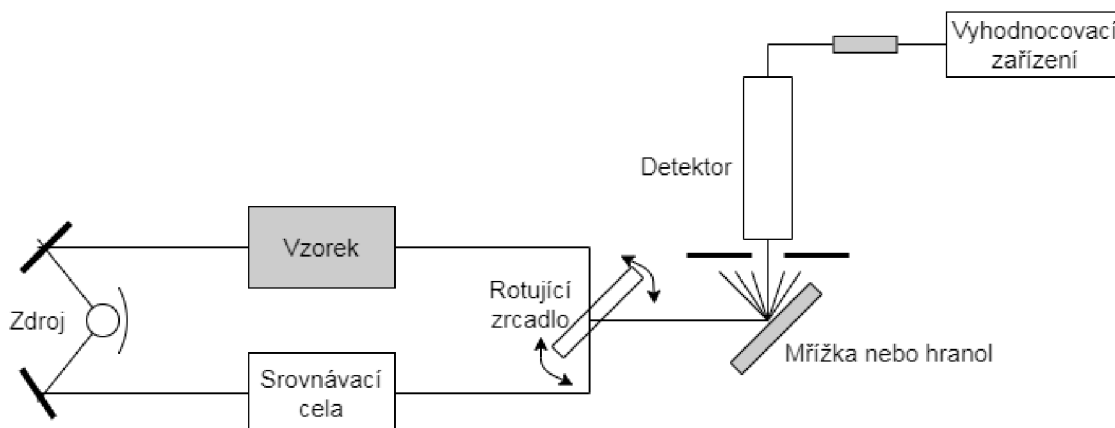 Vyhodnocovací
zařízení
Detektor
Vzorek
Rotující
zrcadlo
Zdroj
Mřížka nebo hranol
Srovnávací
cela